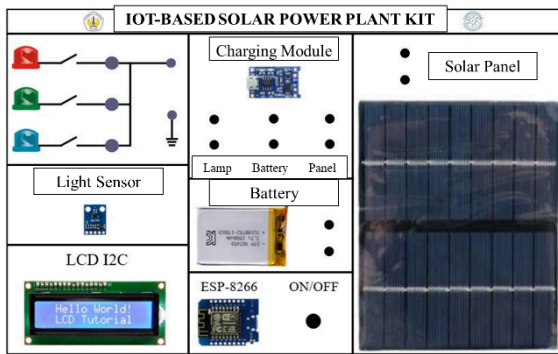 IOT-BASED SOLAR POWER PLANT KIT
Charging Module
Solar Panel
Lamp Battery Panel
Light Sensor
Battery
LCD I2C
Hello World!
LCD Tutorial
ESP-8266 ON/OFF